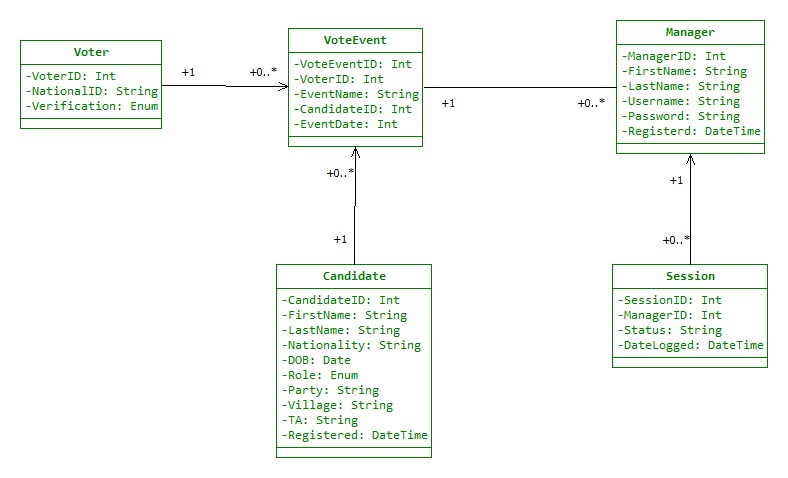 Voter
-VoterID: Int
-NationalID: String
-Verification: Enum
+1
+0..*
VoteEvent
-VoteEventID: Int
-VoterID: Int
-EventName: String
-CandidateID: Int
-EventDate: Int
+1
+0..*
Manager
-ManagerID: Int
-FirstName: String
-LastName: String
-Username: String
-Password: String
-Registerd: DateTime
+0..*
+1
+1
+0..*
Candidate
-CandidateID: Int
-FirstName: String
-LastName: String
-Nationality: String
-DOB: Date
-Role: Enum
-Party: String
-Village: String
-TA: String
-Registered: DateTime
Session
-SessionID: Int
-ManagerID: Int
-Status: String
-DateLogged: DateTime